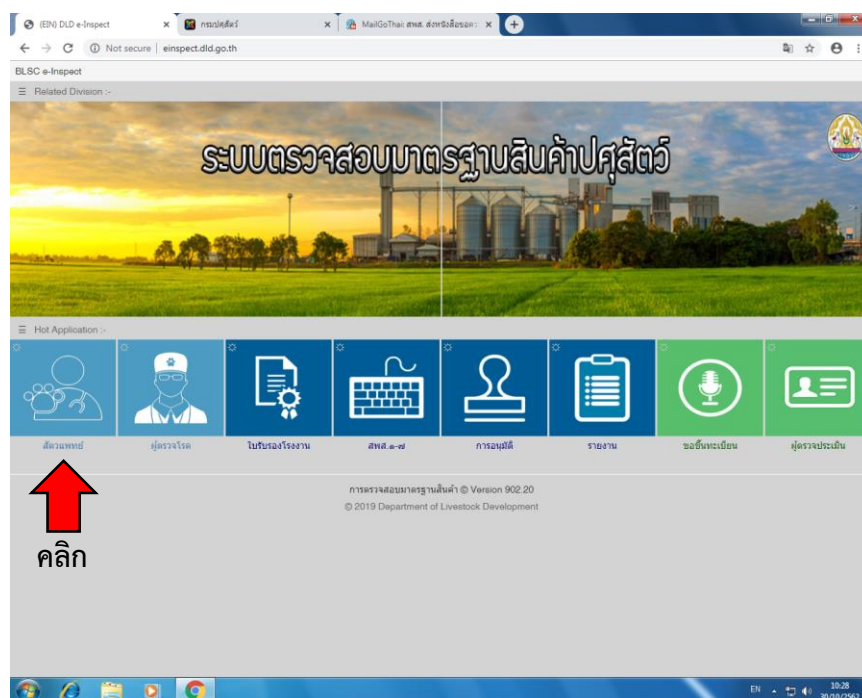 (EIN) DLD e-Inspect
กรมปศุสัตว์
MailGoThai: สพส. ส่งหนังสือขอความ
Not secure | einspect.dld.go.th
BLSC e-Inspect
Related Division :-
ระบบตรวจสอบมาตรฐานสินค้าปศุสัตว์
Hot Application :-
สัตวแพทย์
ผู้ตรวจโรค
ใบรับรองโรงงาน
สพส.๑-๗
การอนุมัติ
รายงาน
ขอขึ้นทะเบียน
ผู้ตรวจประเมิน
การตรวจสอบมาตรฐานสินค้า © Version 902.20
© 2019 Department of Livestock Development
คลิก
EN
10:28
30/10/2562